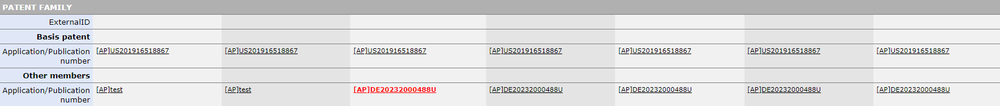 PATENT FAMILY
ExternalID
Basis patent
Application/Publication number [AP]US201916518867 [AP]US201916518867 [AP]US201916518867 [AP]US201916518867 [AP]US201916518867 [AP]US201916518867 [AP]US201916518867
Other members
Application/Publication number [AP]test [AP]test [AP]DE20232000488U [AP]DE20232000488U [AP]DE20232000488U [AP]DE20232000488U [AP]DE20232000488U